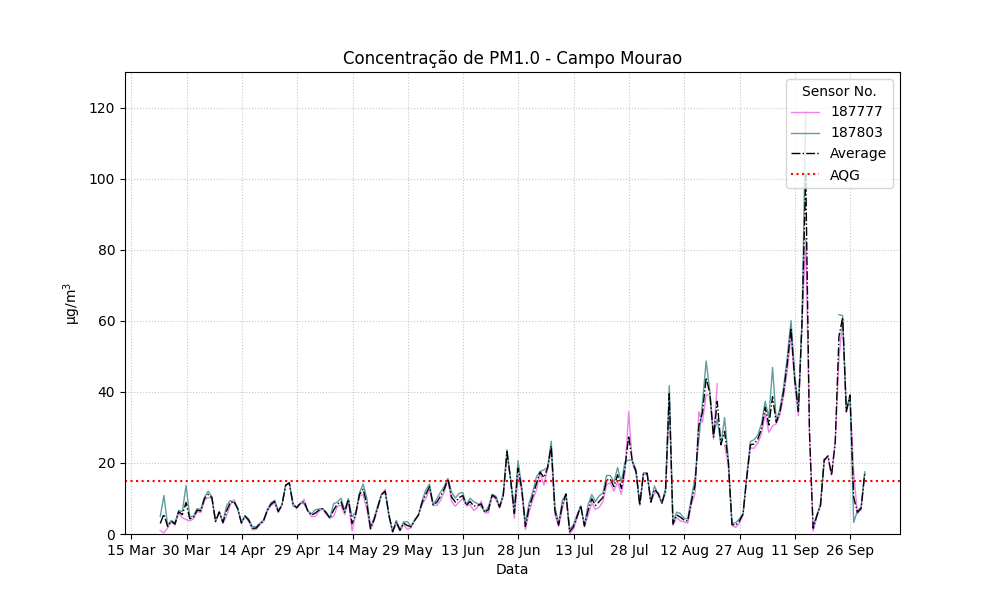 Concentração de PM1.0 - Campo Mourao
Sensor No.
187777
187803
Average
AQG
120
100
80
60
40
20
0
µg/m³
15 Mar 30 Mar 14 Apr 29 Apr 14 May 29 May 13 Jun 28 Jun 13 Jul 28 Jul 12 Aug 27 Aug 11 Sep 26 Sep
Data